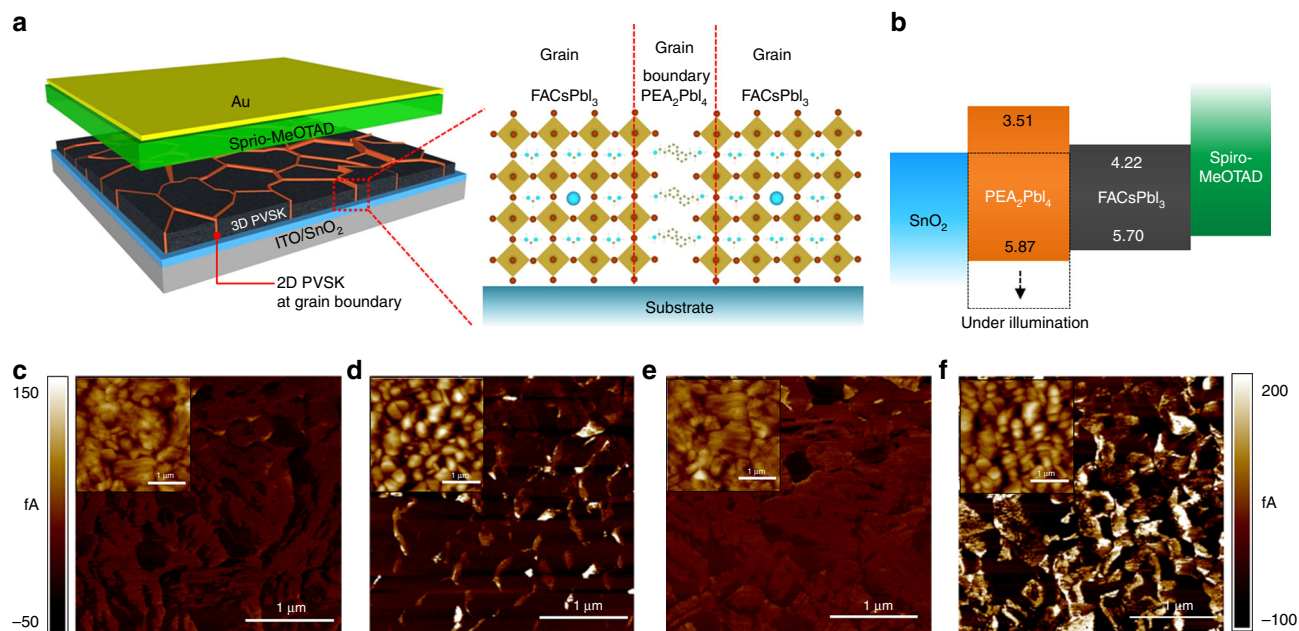 a
Au
Sprio-MeOTAD
3D PVSK
ITO/SnO₂
2D PVSK
at grain boundary
Grain
FACsPbI₃
Grain
boundary
PEA₂PbI₄
Grain
FACsPbI₃
Substrate
b
SnO₂
3.51
PEA₂PbI₄
5.87
4.22
FACsPbI₃
5.70
Spiro-
MeOTAD
Under illumination
c
150
fA
–50
1 μm
1 μm
d
1 μm
1 μm
e
1 μm
1 μm
f
1 μm
1 μm
200
fA
–100